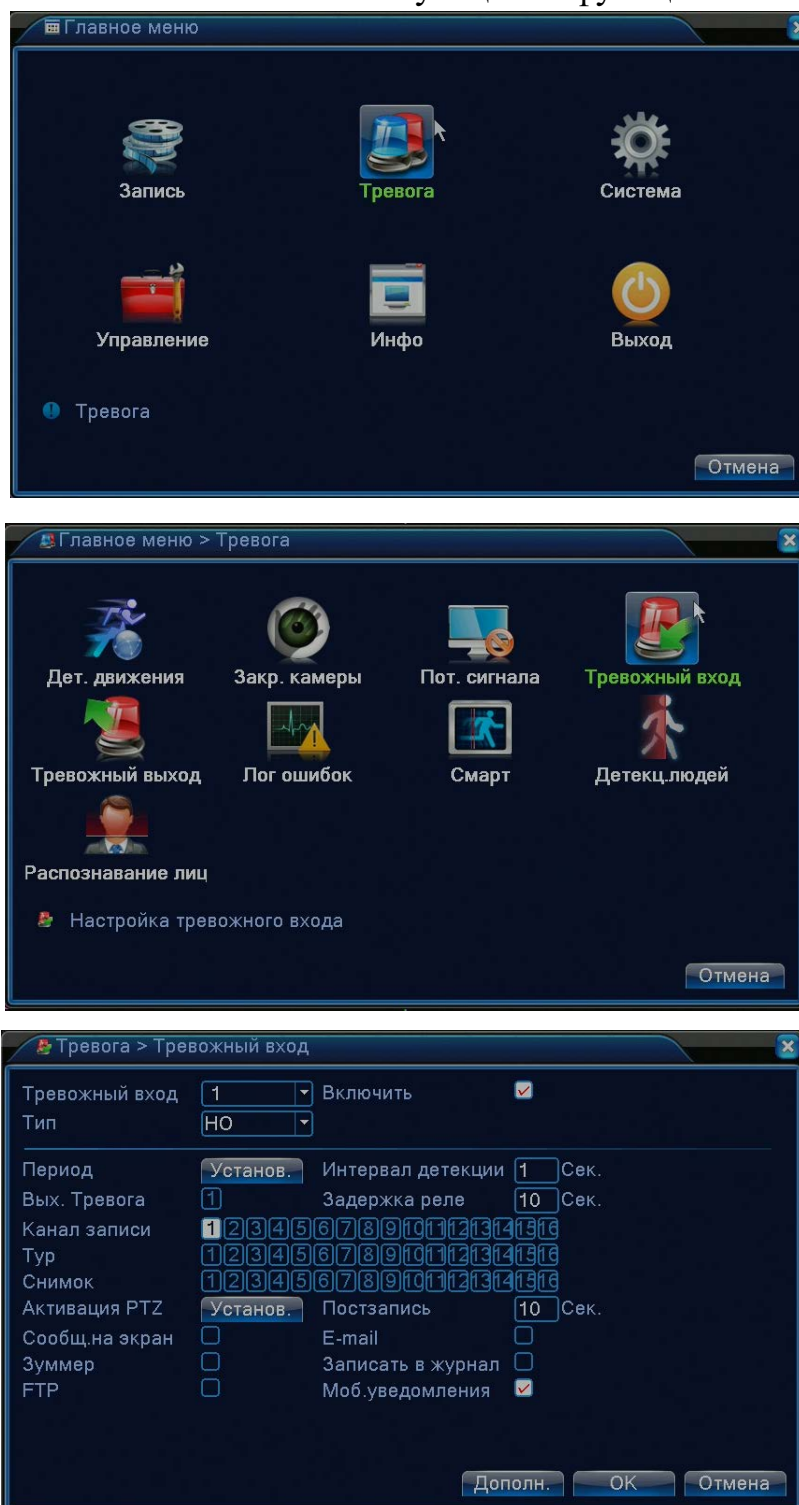 Главное меню
Запись
Тревога
Система
Управление
Инфо
Выход
Тревога
Отмена
Главное меню > Тревога
Дет. движения
Закр. камеры
Пот. сигнала
Тревожный вход
Тревожный выход
Лог ошибок
Смарт
Детекц.людей
Распознавание лиц
Настройка тревожного входа
Отмена
Тревога > Тревожный вход
Тревожный вход 1 Включить
Тип НО
Период Установ. Интервал детекции 1 Сек.
Вых. Тревога 1 Задержка реле 10 Сек.
Канал записи 1 2 3 4 5 6 7 8 9 10 11 12 13 14 15 16
Тур 1 2 3 4 5 6 7 8 9 10 11 12 13 14 15 16
Снимок 1 2 3 4 5 6 7 8 9 10 11 12 13 14 15 16
Активация PTZ Установ. Постзапись 10 Сек.
Сообщ.на экран E-mail
Зуммер Записать в журнал
FTP Моб.уведомления
Дополн. OK Отмена